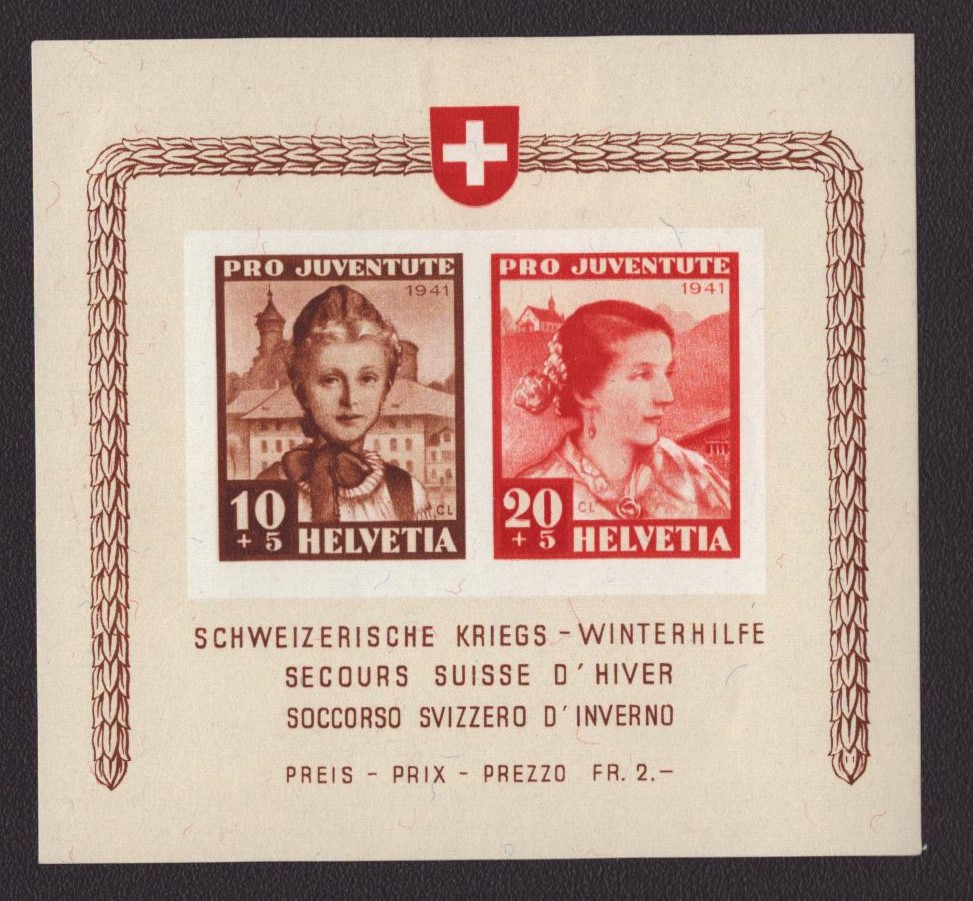 PRO JUVENTUTE
1941
CL
10
+ 5
HELVETIA
PRO JUVENTUTE
1941
CL
20
+ 5
HELVETIA
SCHWEIZERISCHE KRIEGS - WINTERHILFE
SECOURS SUISSE D' HIVER
SOCCORSO SVIZZERO D' INVERNO
PREIS - PRIX - PREZZO FR. 2.–